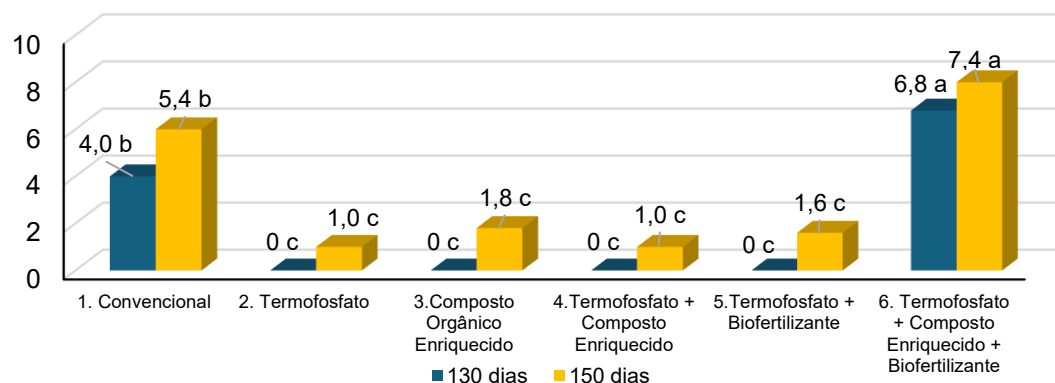 10
8
6
4
2
0
4,0 b
5,4 b
0 c
1,0 c
0 c
1,8 c
0 c
1,0 c
0 c
1,6 c
6,8 a
7,4 a
1. Convencional
2. Termofosfato
3.Composto
Orgânico
Enriquecido
4.Termofosfato +
Composto
Enriquecido
5.Termofosfato +
Biofertilizante
6. Termofosfato
+ Composto
Enriquecido +
Biofertilizante
130 dias
150 dias